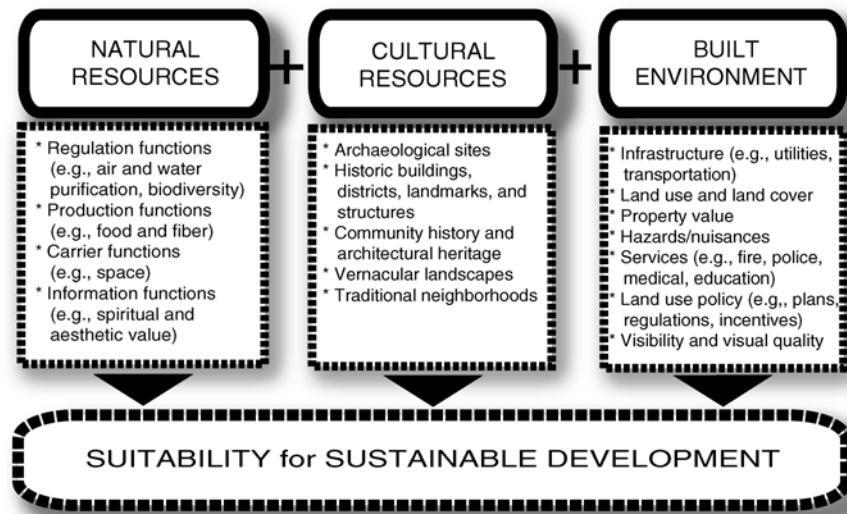 NATURAL
RESOURCES
+
CULTURAL
RESOURCES
+
BUILT
ENVIRONMENT
* Regulation functions
(e.g., air and water
purification, biodiversity)
* Production functions
(e.g., food and fiber)
* Carrier functions
(e.g., space)
* Information functions
(e.g., spiritual and
aesthetic value)
* Archaeological sites
* Historic buildings,
districts, landmarks, and
structures
* Community history and
architectural heritage
* Vernacular landscapes
* Traditional neighborhoods
* Infrastructure (e.g., utilities,
transportation)
* Land use and land cover
* Property value
* Hazards/nuisances
* Services (e.g., fire, police,
medical, education)
* Land use policy (e.g,, plans,
regulations, incentives)
* Visibility and visual quality
SUITABILITY for SUSTAINABLE DEVELOPMENT